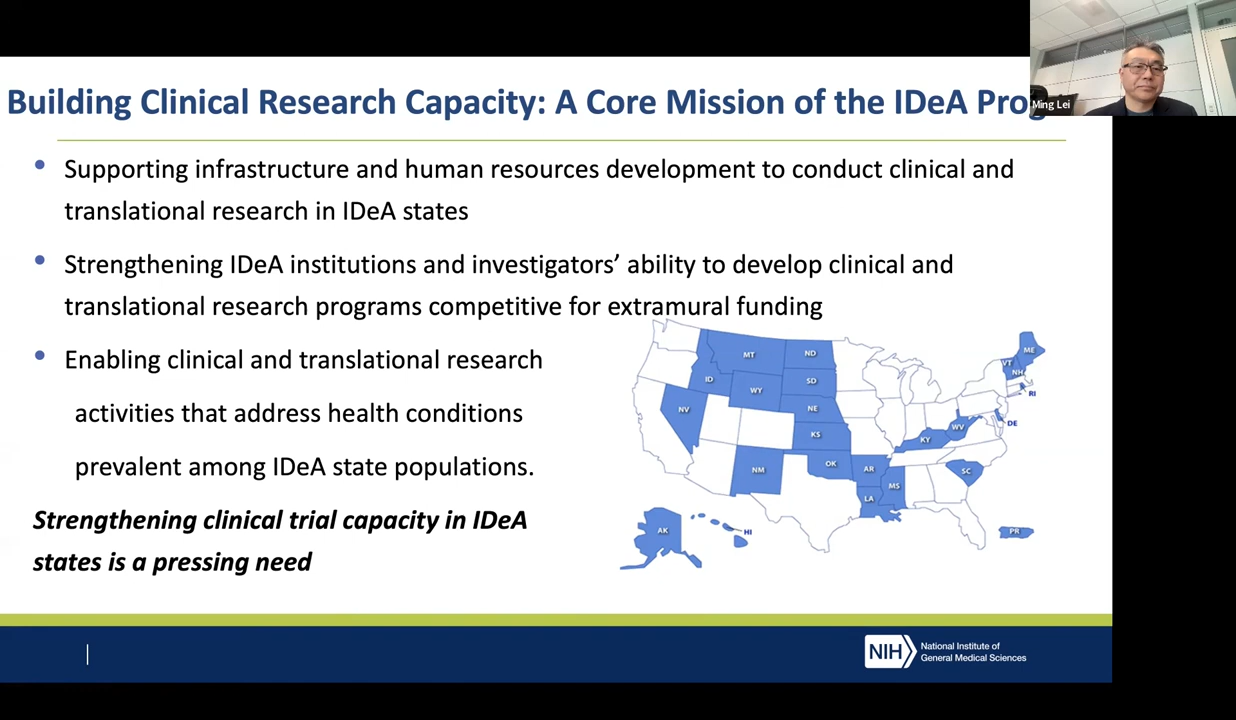 Building Clinical Research Capacity: A Core Mission of the IDeA Prog
Ming Lei
• Supporting infrastructure and human resources development to conduct clinical and
translational research in IDeA states
• Strengthening IDeA institutions and investigators’ ability to develop clinical and
translational research programs competitive for extramural funding
• Enabling clinical and translational research
activities that address health conditions
prevalent among IDeA state populations.
Strengthening clinical trial capacity in IDeA
states is a pressing need
MT
ND
ID
WY
SD
NV
NE
KS
NM
OK
AR
LA
MS
KY
WV
SC
DE
RI
NH
VT
ME
AK
HI
PR
NIH
National Institute of
General Medical Sciences